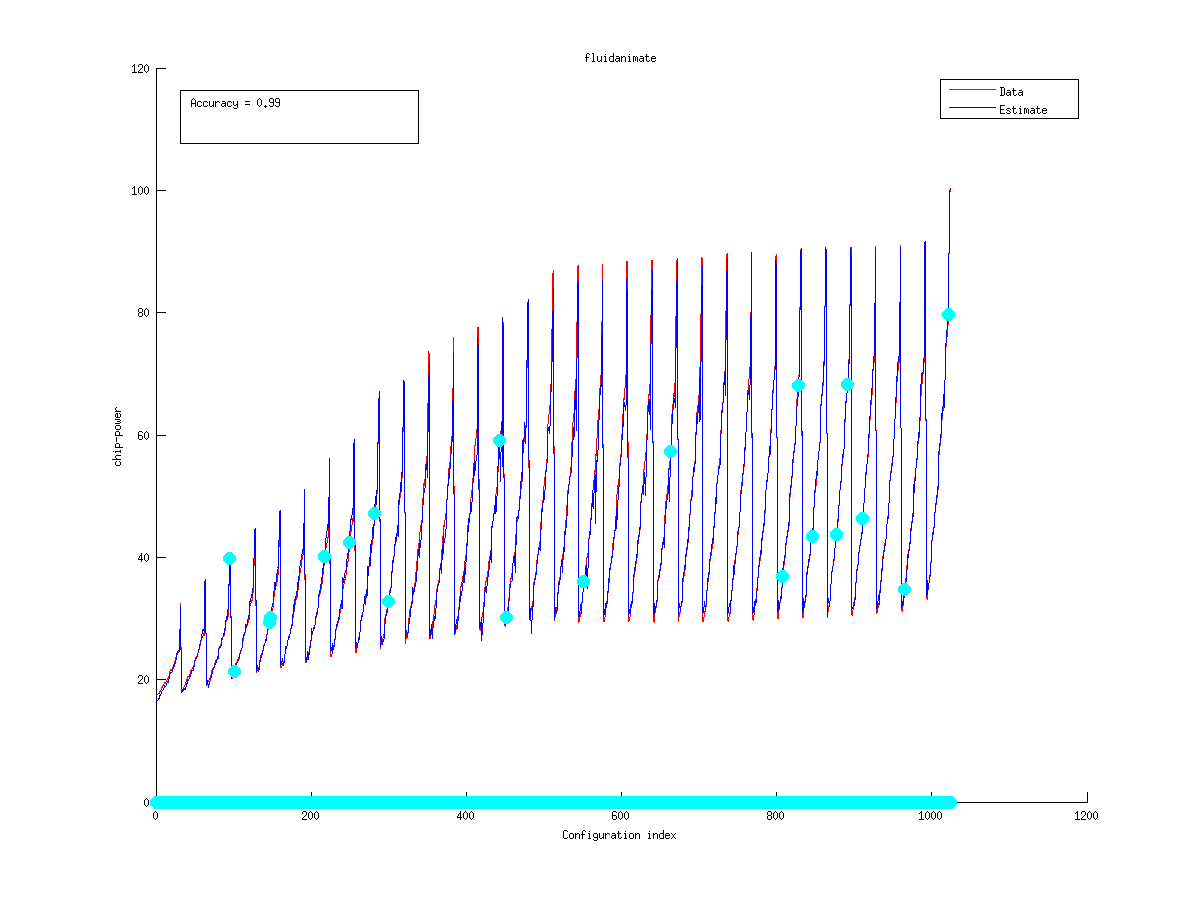 fluidanimate
120
Accuracy = 0.99
Data
Estimate
100
80
60
chip-power
40
20
0
0 200 400 600 800 1000 1200
Configuration index